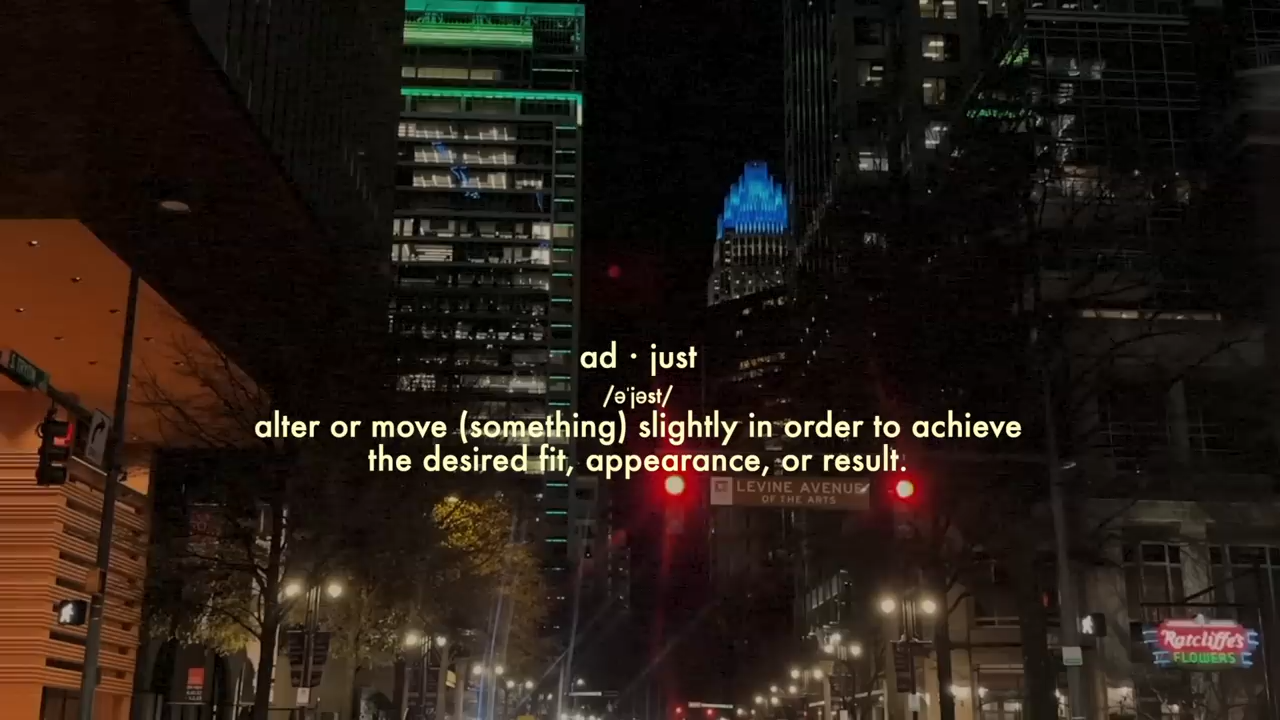 ad · just
/əˈjəst/
alter or move (something) slightly in order to achieve
the desired fit, appearance, or result.
LEVINE AVENUE
OF THE ARTS
Ratcliffe's
FLOWERS